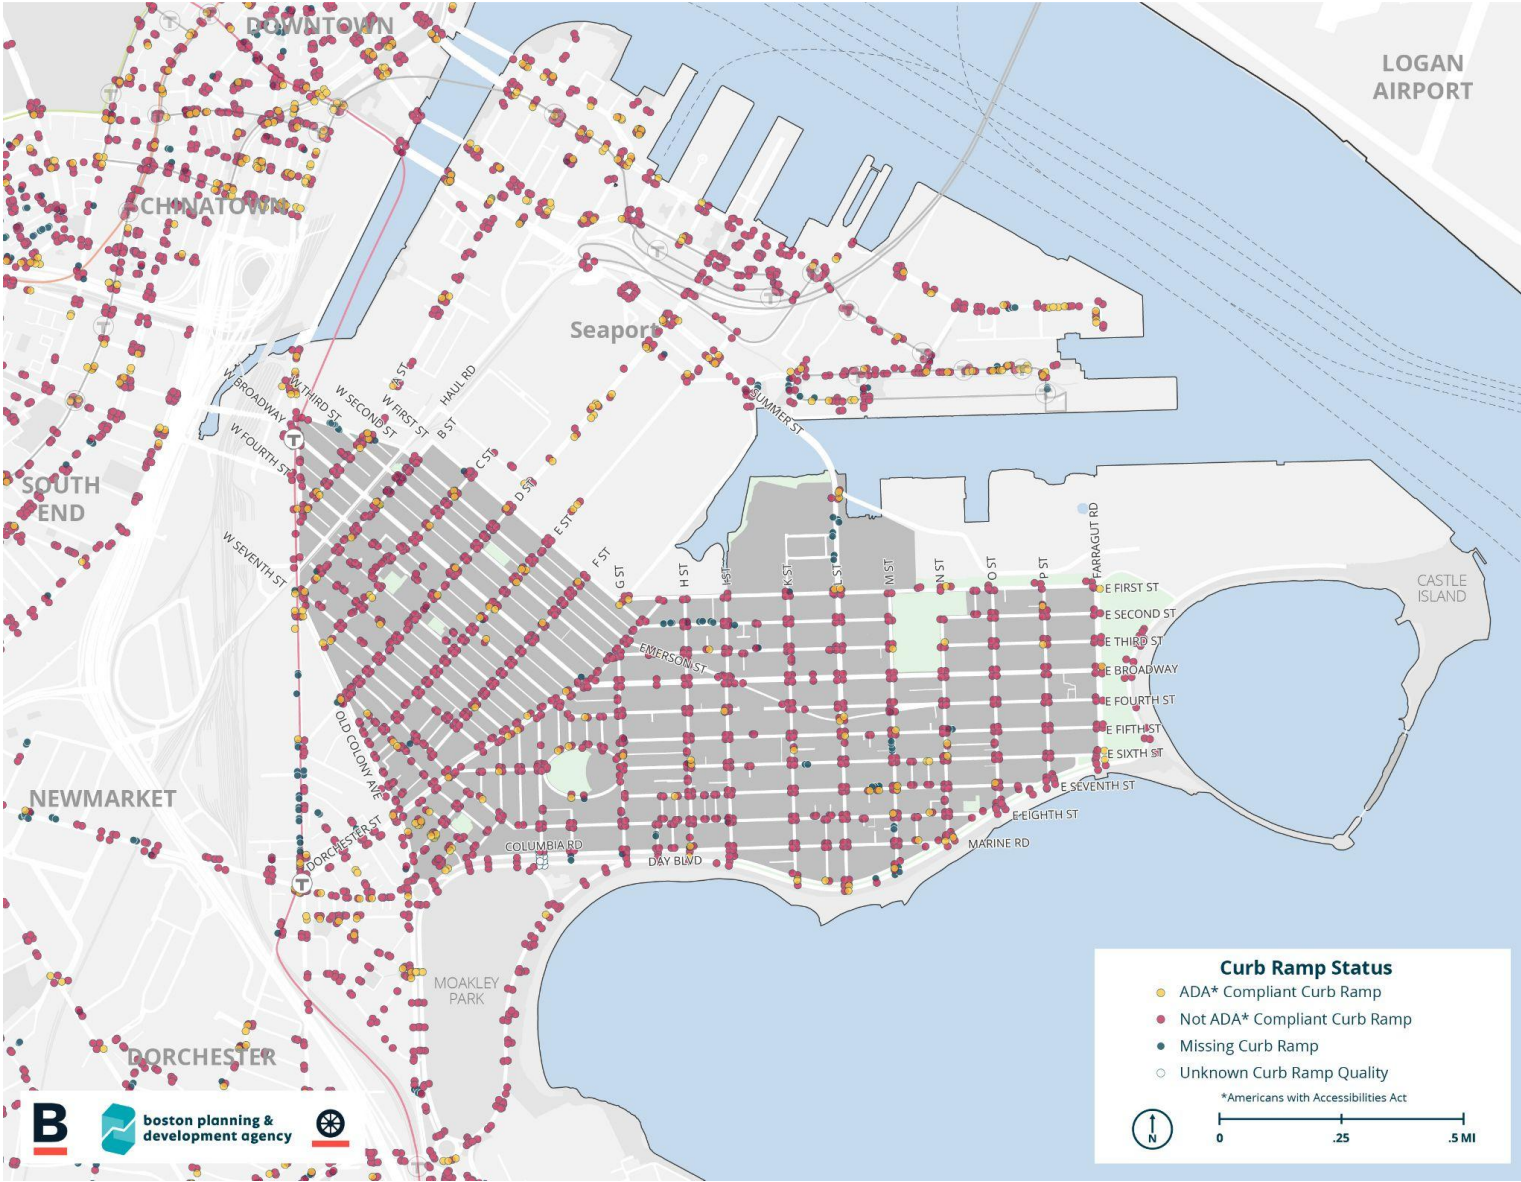 DOWNTOWN
LOGAN
AIRPORT
CHINATOWN
T
T
T
T
T
T
T
T
T
T
T
Seaport
A ST
HAUL RD
W BROADWAY
W THIRD ST
W SECOND ST
W FIRST ST
B ST
SUMMER ST
W FOURTH ST
C ST
D ST
E ST
F ST
SOUTH
END
W SEVENTH ST
G ST
H ST
I ST
K ST
L ST
M ST
N ST
O ST
P ST
FARRAGUT RD
E FIRST ST
E SECOND ST
E THIRD ST
E BROADWAY
E FOURTH ST
E FIFTH ST
E SIXTH ST
E SEVENTH ST
E EIGHTH ST
MARINE RD
CASTLE
ISLAND
EMERSON ST
OLD COLONY AVE
NEWMARKET
DORCHESTER ST
COLUMBIA RD
DAY BLVD
T
MOAKLEY
PARK
DORCHESTER
B
boston planning &
development agency
Curb Ramp Status
ADA* Compliant Curb Ramp
Not ADA* Compliant Curb Ramp
Missing Curb Ramp
Unknown Curb Ramp Quality
*Americans with Accessibilities Act
N
0
.25
.5 MI